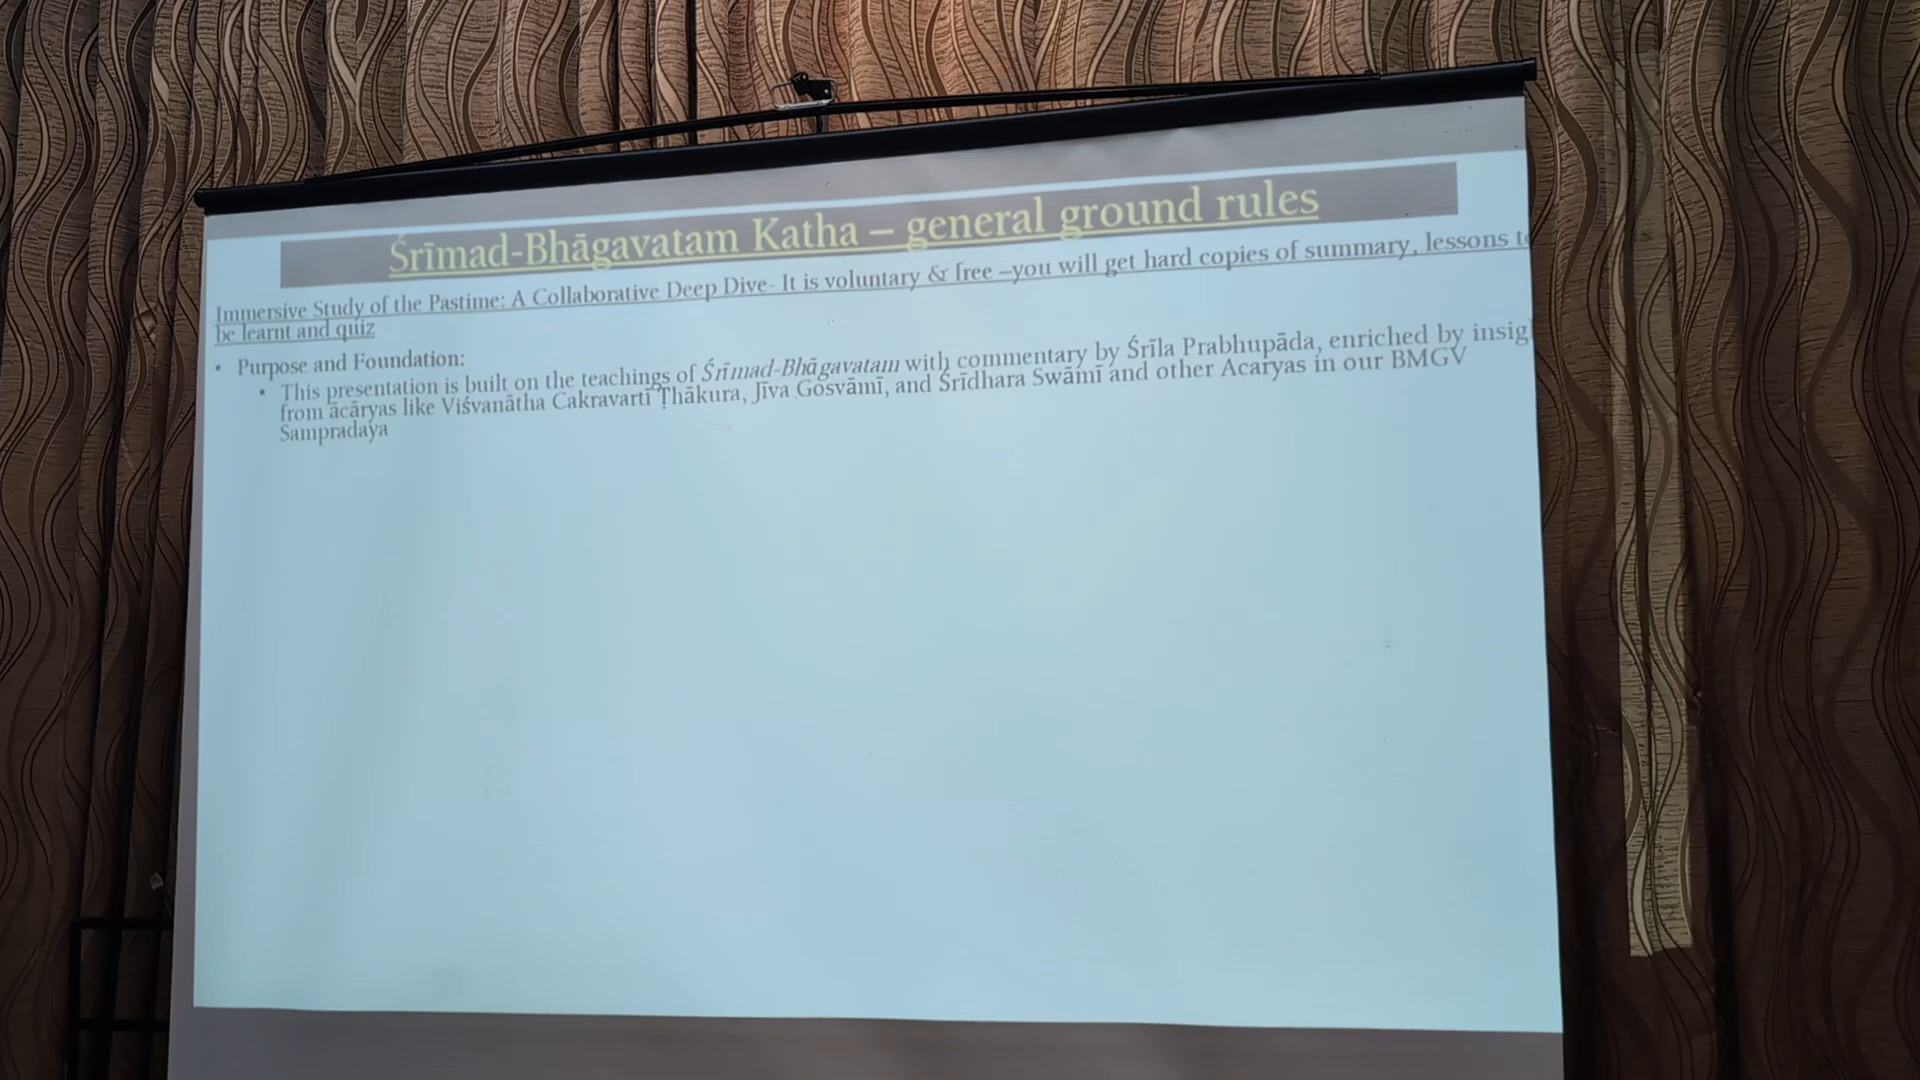 Śrīmad-Bhāgavatam Katha – general ground rules
Immersive Study of the Pastime: A Collaborative Deep Dive- It is voluntary & free –you will get hard copies of summary, lessons to
be learnt and quiz
• Purpose and Foundation:
• This presentation is built on the teachings of Śrīmad-Bhāgavatam with commentary by Śrīla Prabhupāda, enriched by
from ācāryas like Viśvanātha Cakravartī Ṭhākura, Jīva Gosvāmī, and Śrīdhara Swāmī and other Acaryas in our BMGV
Sampradaya